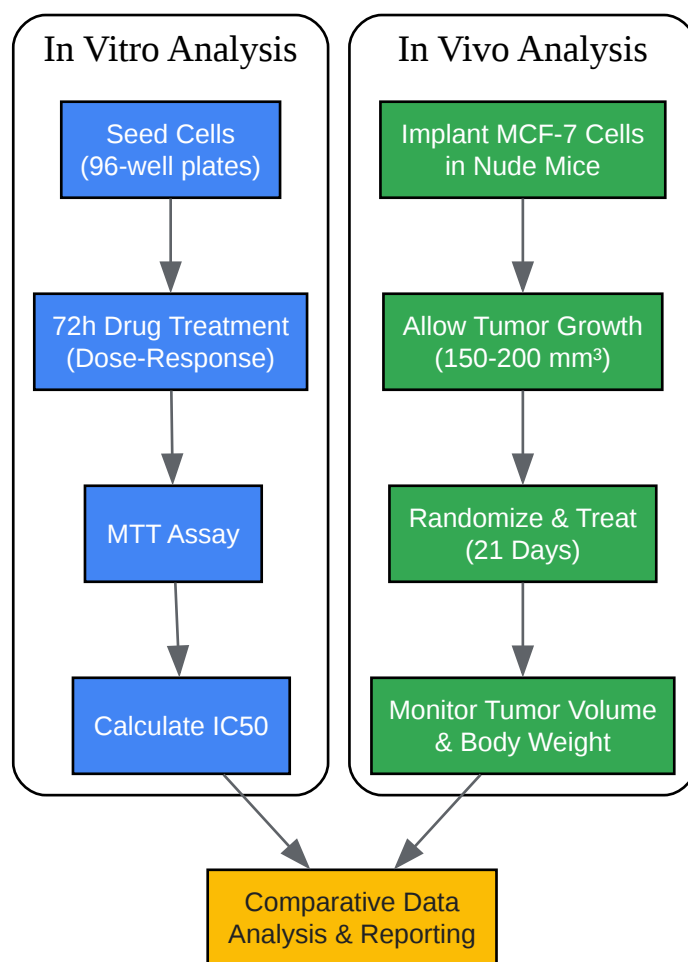 In Vitro Analysis
Seed Cells
(96-well plates)
72h Drug Treatment
(Dose-Response)
MTT Assay
Calculate IC50
In Vivo Analysis
Implant MCF-7 Cells
in Nude Mice
Allow Tumor Growth
(150-200 mm³)
Randomize & Treat
(21 Days)
Monitor Tumor Volume
& Body Weight
Comparative Data
Analysis & Reporting